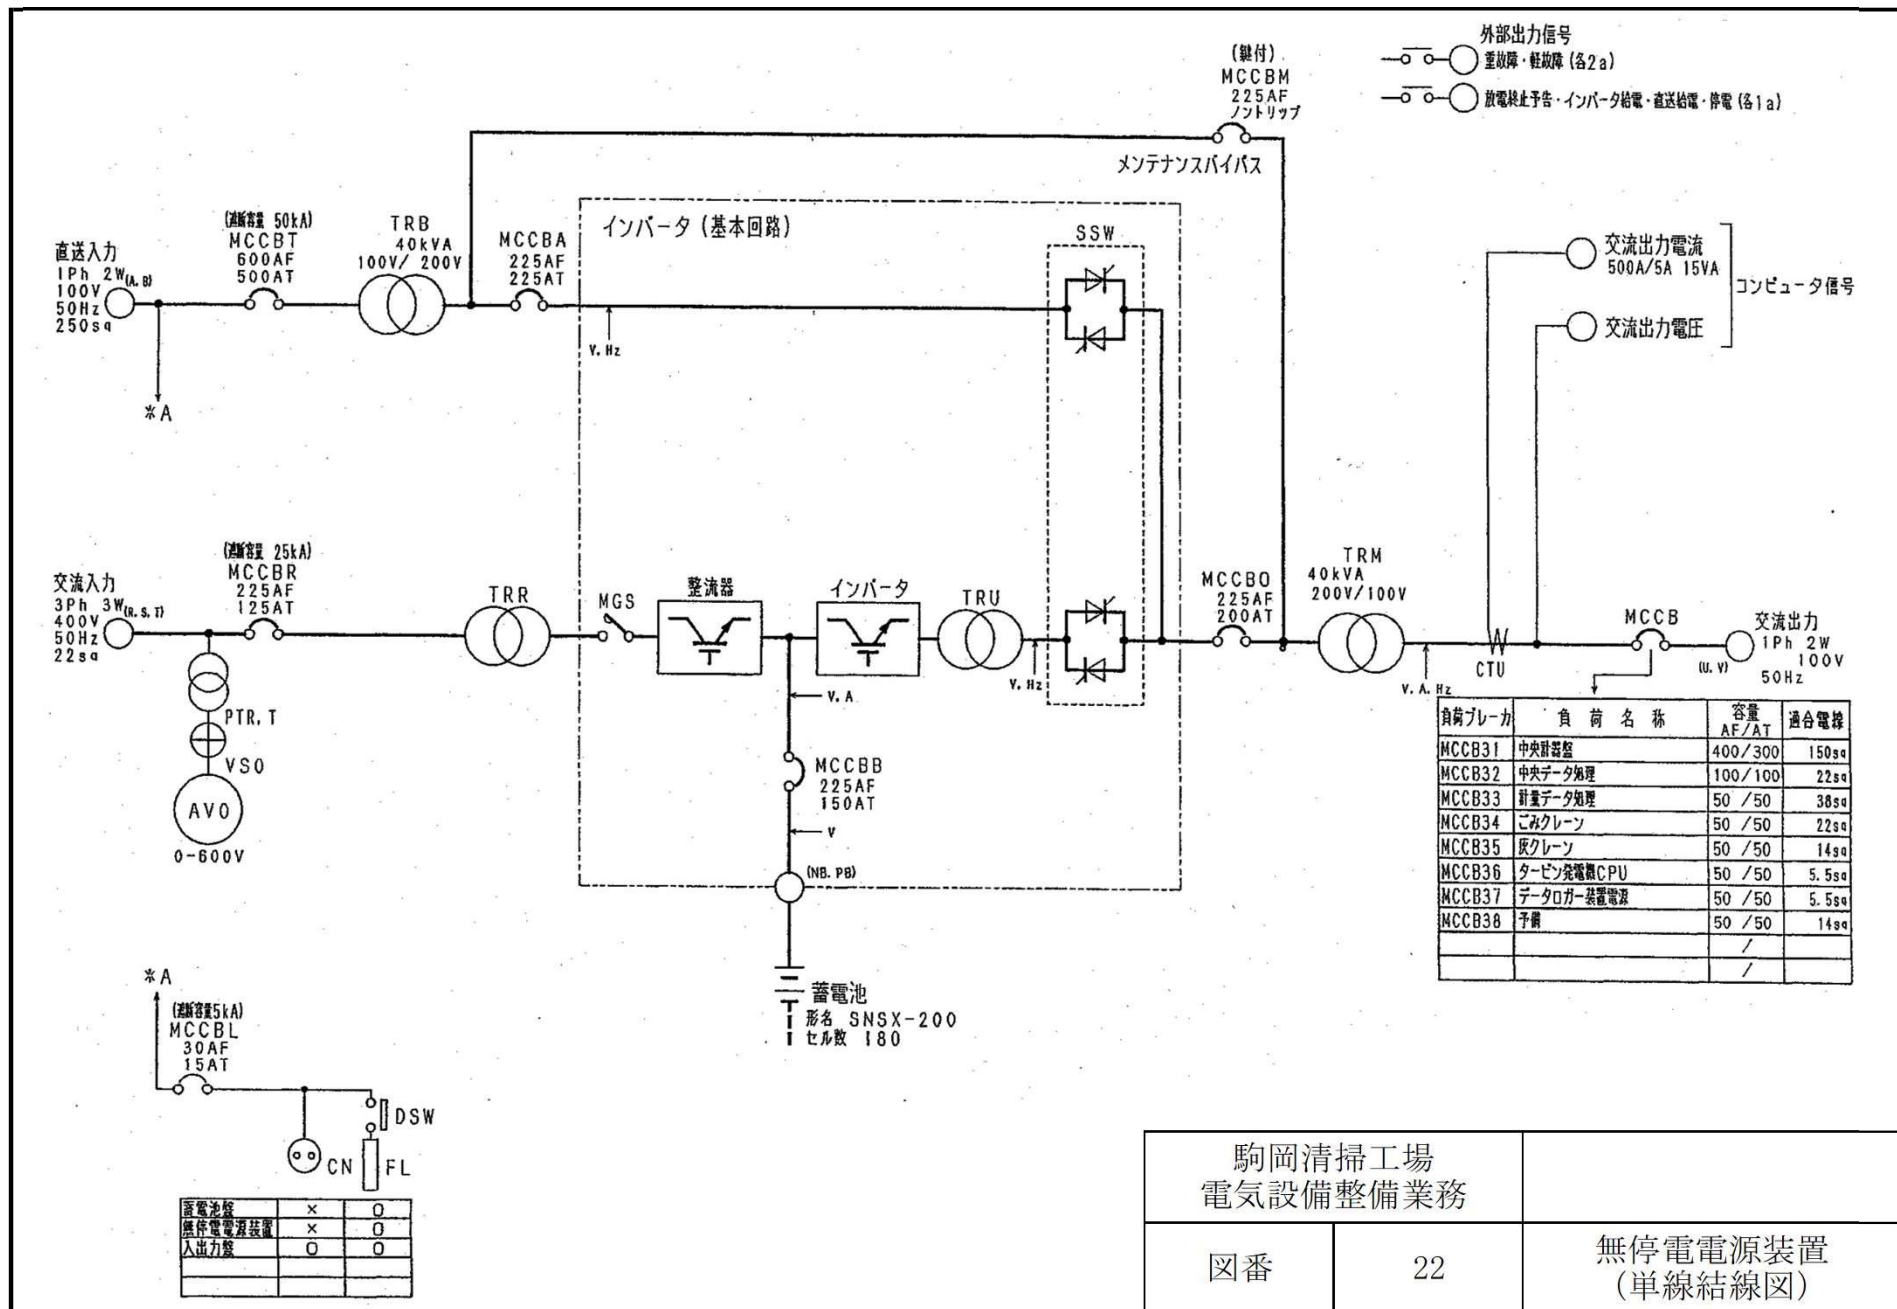 外部出力信号
重故障・軽故障 (各2a)
放電終止予告・インバータ給電・直送給電・停電 (各1a)
(鍵付)
MCCBM
225AF
ノントリップ
メンテナンスバイパス
直送入力
1Ph 2W(A.B)
100V
50Hz
250sq
(遮断容量 50kA)
MCCBT
600AF
500AT
TRB
40kVA
100V/ 200V
MCCBA
225AF
225AT
インバータ (基本回路)
SSW
V.Hz
※A
交流出力電流
500A/5A 15VA
交流出力電圧
コンピュータ信号
交流入力
3Ph 3W(R.S.T)
400V
50Hz
22sq
(遮断容量 25kA)
MCCBR
225AF
125AT
TRR
MGS
整流器
インバータ
TRU
V.Hz
MCCBO
225AF
200AT
TRM
40kVA
200V/100V
V.A.Hz
CTU
MCCB
(U.V)
交流出力
1Ph 2W
100V
50Hz
PTR.T
VSO
AVO
0-600V
V.A
MCCBB
225AF
150AT
V
(NB.PB)
蓄電池
形名 SNSX-200
セル数 180
負荷ブレーカ 負荷名称 容量 AF/AT 適合電線
MCCB31 中央計器盤 400/300 150sq
MCCB32 中央データ処理 100/100 22sq
MCCB33 計量データ処理 50 /50 38sq
MCCB34 ごみクレーン 50 /50 22sq
MCCB35 灰クレーン 50 /50 14sq
MCCB36 タービン発電機CPU 50 /50 5.5sq
MCCB37 データロガー装置電源 50 /50 5.5sq
MCCB38 予備 50 /50 14sq
/
/
※A
(遮断容量5kA)
MCCBL
30AF
15AT
DSW
CN
FL
蓄電池盤 × O
無停電電源装置 × O
入出力盤 O O
駒岡清掃工場
電気設備整備業務
図番 22
無停電電源装置
(単線結線図)